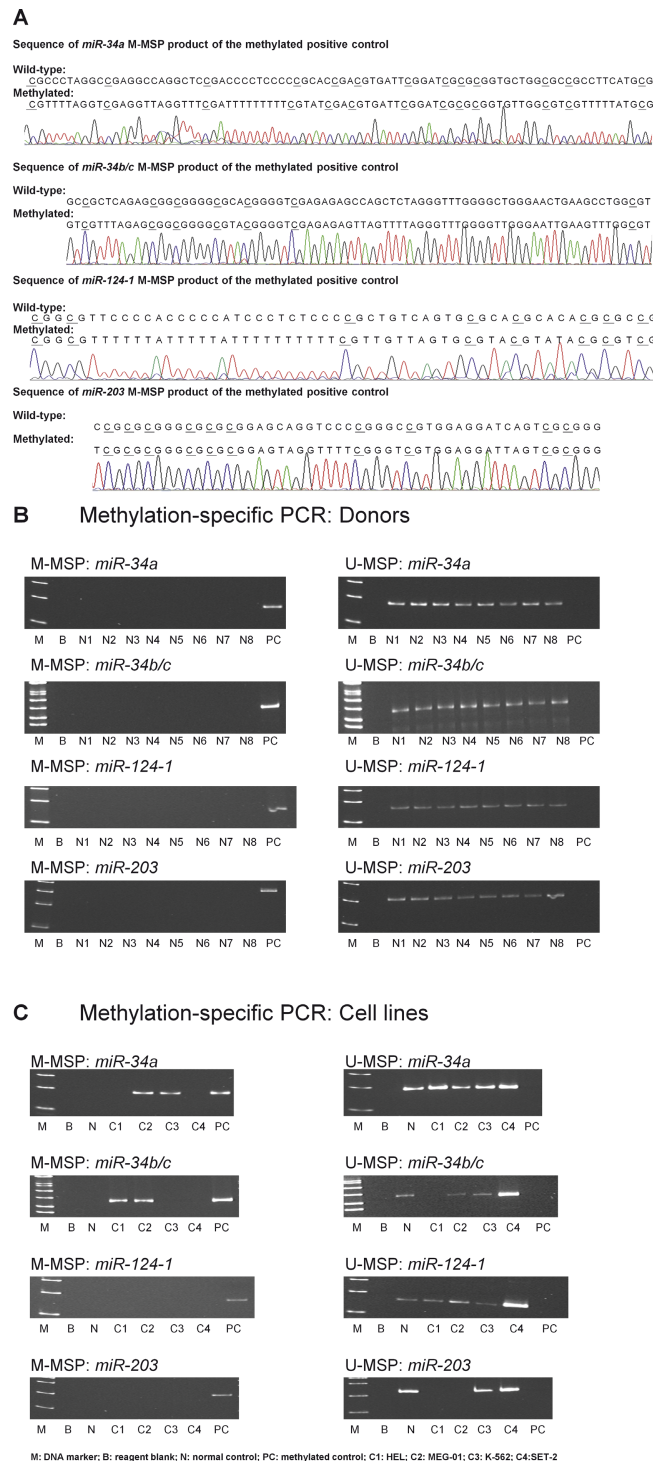 A
Sequence of miR-34a M-MSP product of the methylated positive control
Wild-type:
CGCCCTAGGCCGAGGCCAGGCTCCGACCCCTCCCCCGCACCGACGTGATTCGGATCGCGCGGTGCTGGCGCCGCCTTCATGCG
Methylated:
CGTTTTAGGTCGAGGTTAGGTTTCGATTTTTTTTTCGTATCGACGTGATTCGGATCGCGCGGTGTTGGCGTCGTTTTTATGCG
Sequence of miR-34b/c M-MSP product of the methylated positive control
Wild-type:
GCCGCTCAGAGCGGCGGGGCGCACGGGGTCGAGAGAGCCAGCTCTAGGGTTTGGGGCTGGGAACTGAAGCCTGGCGT
Methylated:
GTCGTTTAGAGCGGCGGGGCGTACGGGGTCGAGAGAGTTAGTTTTAGGGTTTGGGGTTGGGAATTGAAGTTTGGCGT
Sequence of miR-124-1 M-MSP product of the methylated positive control
Wild-type:
C G G C G T T C C C C A C C C C C A T C C C T C T C C C C G C T G T C A G T G C G C A C G C A C A C G C G C C G
Methylated:
C G G C G T T T T T T A T T T T T A T T T T T T T T T T C G T T G T T A G T G C G T A C G T A T A C G C G T C G
Sequence of miR-203 M-MSP product of the methylated positive control
Wild-type:
CCGCGCGGGCGCGCGGAGCAGGTCCCCGGGCCGTGGAGGATCAGTCGCGGG
Methylated:
TCGCGCGGGCGCGCGGAGTAGGTTTTCGGGTCGTGGAGGATTAGTCGCGGG
B Methylation-specific PCR: Donors
M-MSP: miR-34a
M B N1 N2 N3 N4 N5 N6 N7 N8 PC
U-MSP: miR-34a
M B N1 N2 N3 N4 N5 N6 N7 N8 PC
M-MSP: miR-34b/c
M B N1 N2 N3 N4 N5 N6 N7 N8 PC
U-MSP: miR-34b/c
M B N1 N2 N3 N4 N5 N6 N7 N8 PC
M-MSP: miR-124-1
M B N1 N2 N3 N4 N5 N6 N7 N8 PC
U-MSP: miR-124-1
M B N1 N2 N3 N4 N5 N6 N7 N8 PC
M-MSP: miR-203
M B N1 N2 N3 N4 N5 N6 N7 N8 PC
U-MSP: miR-203
M B N1 N2 N3 N4 N5 N6 N7 N8 PC
C Methylation-specific PCR: Cell lines
M-MSP: miR-34a
M B N C1 C2 C3 C4 PC
U-MSP: miR-34a
M B N C1 C2 C3 C4 PC
M-MSP: miR-34b/c
M B N C1 C2 C3 C4 PC
U-MSP: miR-34b/c
M B N C1 C2 C3 C4 PC
M-MSP: miR-124-1
M B N C1 C2 C3 C4 PC
U-MSP: miR-124-1
M B N C1 C2 C3 C4 PC
M-MSP: miR-203
M B N C1 C2 C3 C4 PC
U-MSP: miR-203
M B N C1 C2 C3 C4 PC
M: DNA marker; B: reagent blank; N: normal control; PC: methylated control; C1: HEL; C2: MEG-01; C3: K-562; C4:SET-2